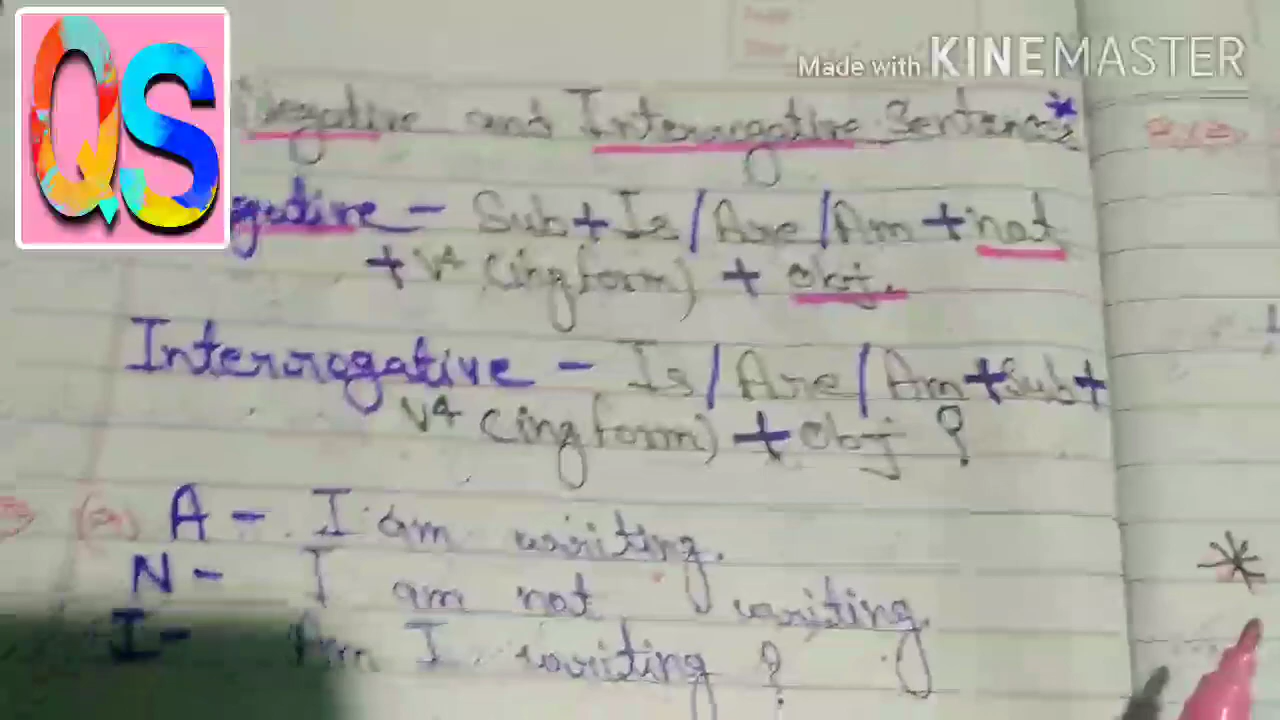 QS
Made with KINEMASTER
Negative and Interrogative Sentences
gative - Sub + Is / Are / Am + not
+ V4 (ing form) + obj.
Interrogative - Is / Are / Am + Sub +
V4 (ing form) + obj ?
A - I am writing.
N - I am not writing.
I - Am I writing ?